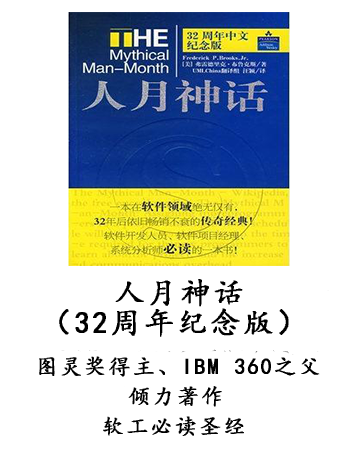 THE
Mythical
Man-Month
32 周年中文
纪念版
PEARSON
Addison
Wesley
Frederick P. Brooks, Jr.
[美] 弗雷德里克·布鲁克斯/著
UMLChina翻译组 汪颖/译
人月神话
一本在软件领域绝无仅有、
32年后依旧畅销不衰的传奇经典!
软件开发人员、软件项目经理、
系统分析师必读的一本书!
人月神话
(32周年纪念版)
图灵奖得主、IBM 360之父
倾力著作
软工必读圣经